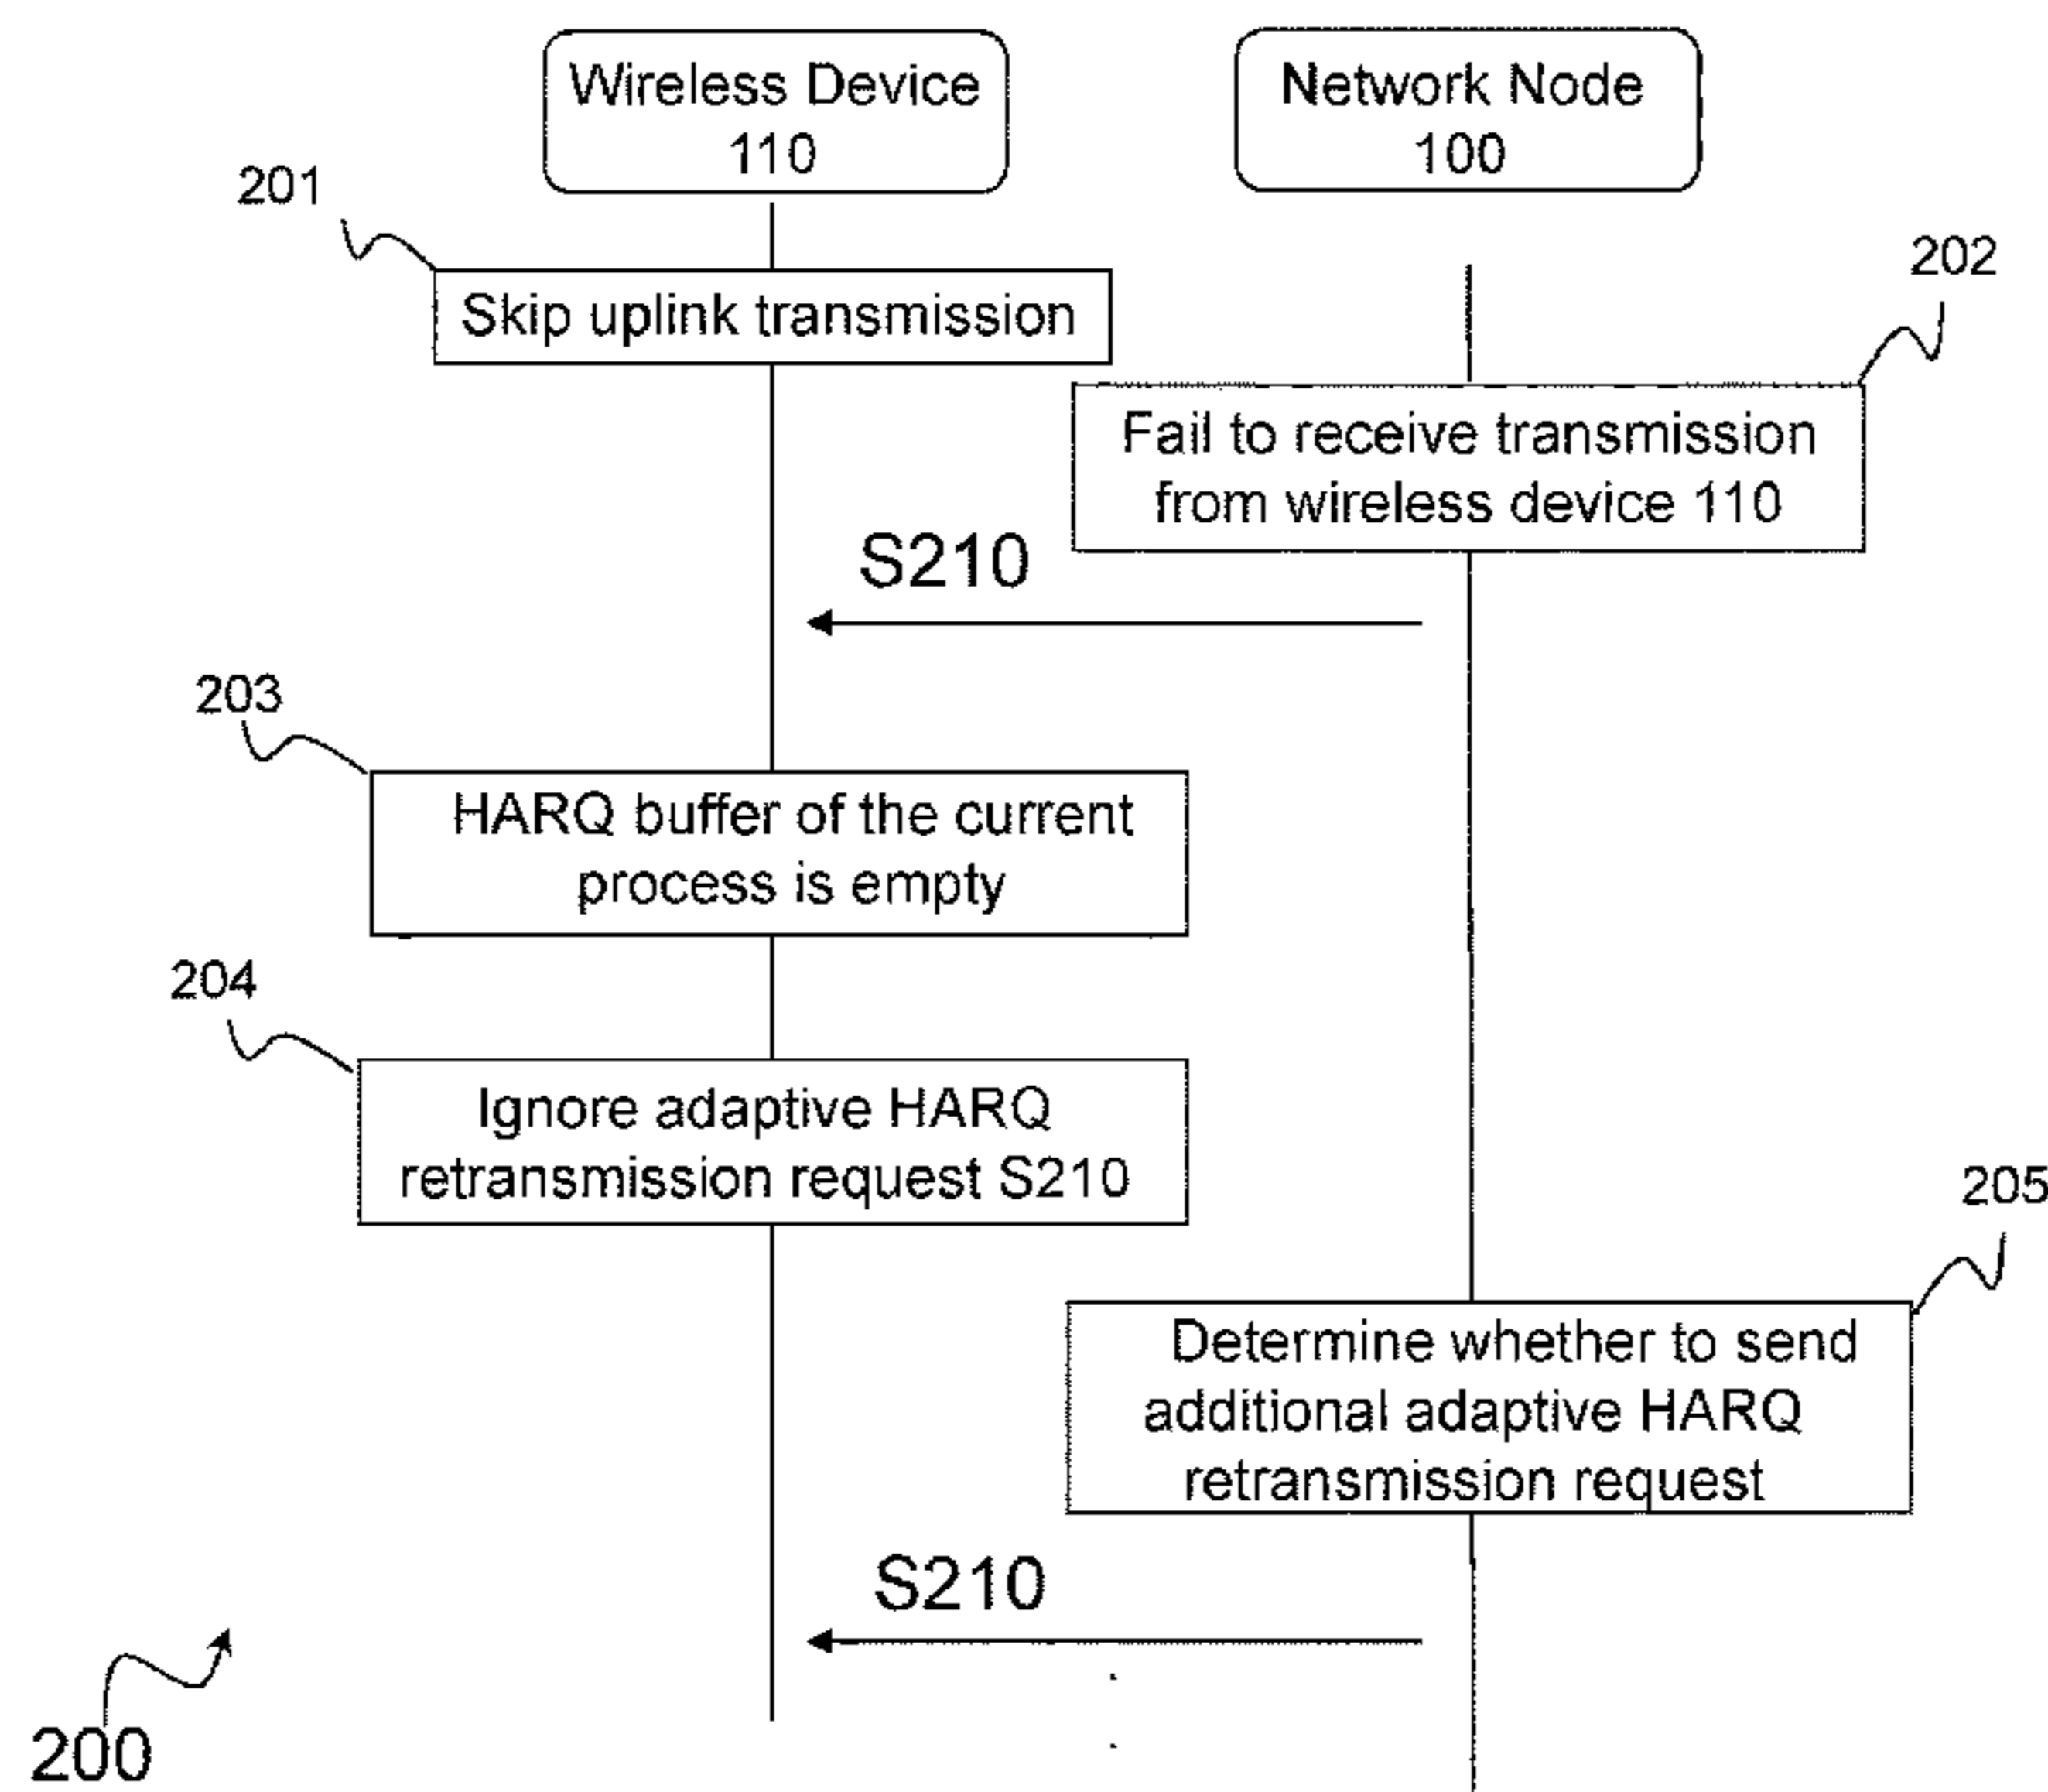 Wireless Device
110
Network Node
100
201
Skip uplink transmission
202
Fail to receive transmission
from wireless device 110
S210
203
HARQ buffer of the current
process is empty
204
Ignore adaptive HARQ
retransmission request S210
205
Determine whether to send
additional adaptive HARQ
retransmission request
S210
200